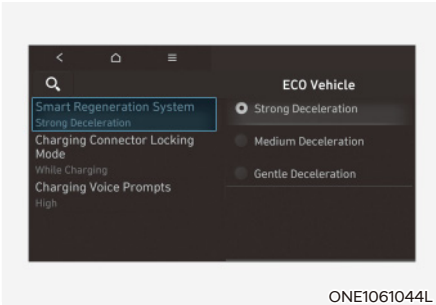 Smart Regeneration System
Strong Deceleration
Charging Connector Locking
Mode
While Charging
Charging Voice Prompts
High
ECO Vehicle
Strong Deceleration
Medium Deceleration
Gentle Deceleration
ONE1061044L